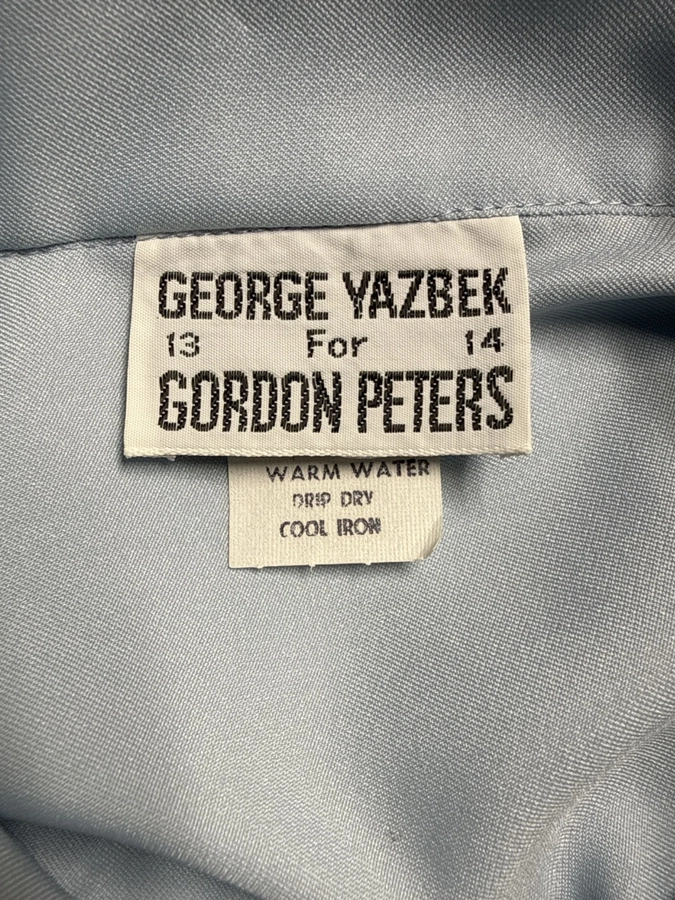 GEORGE YAZBEK
13 For 14
GORDON PETERS
WARM WATER
DRIP DRY
COOL IRON